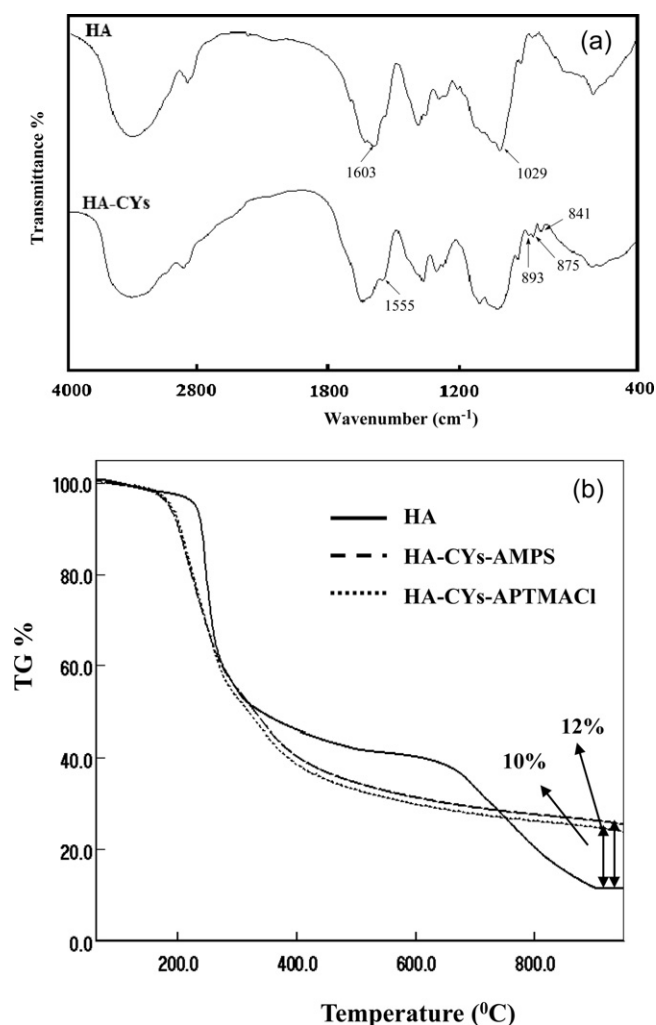 HA
(a)
Transmittance %
1603
1029
HA-CYs
841
1555
893
875
4000 2800 1800 1200 400
Wavenumber (cm-1)
100.0
(b)
HA
HA-CYs-AMPS
HA-CYs-APTMACl
80.0
TG %
60.0
12%
10%
40.0
20.0
0.0
200.0 400.0 600.0 800.0
Temperature (0C)